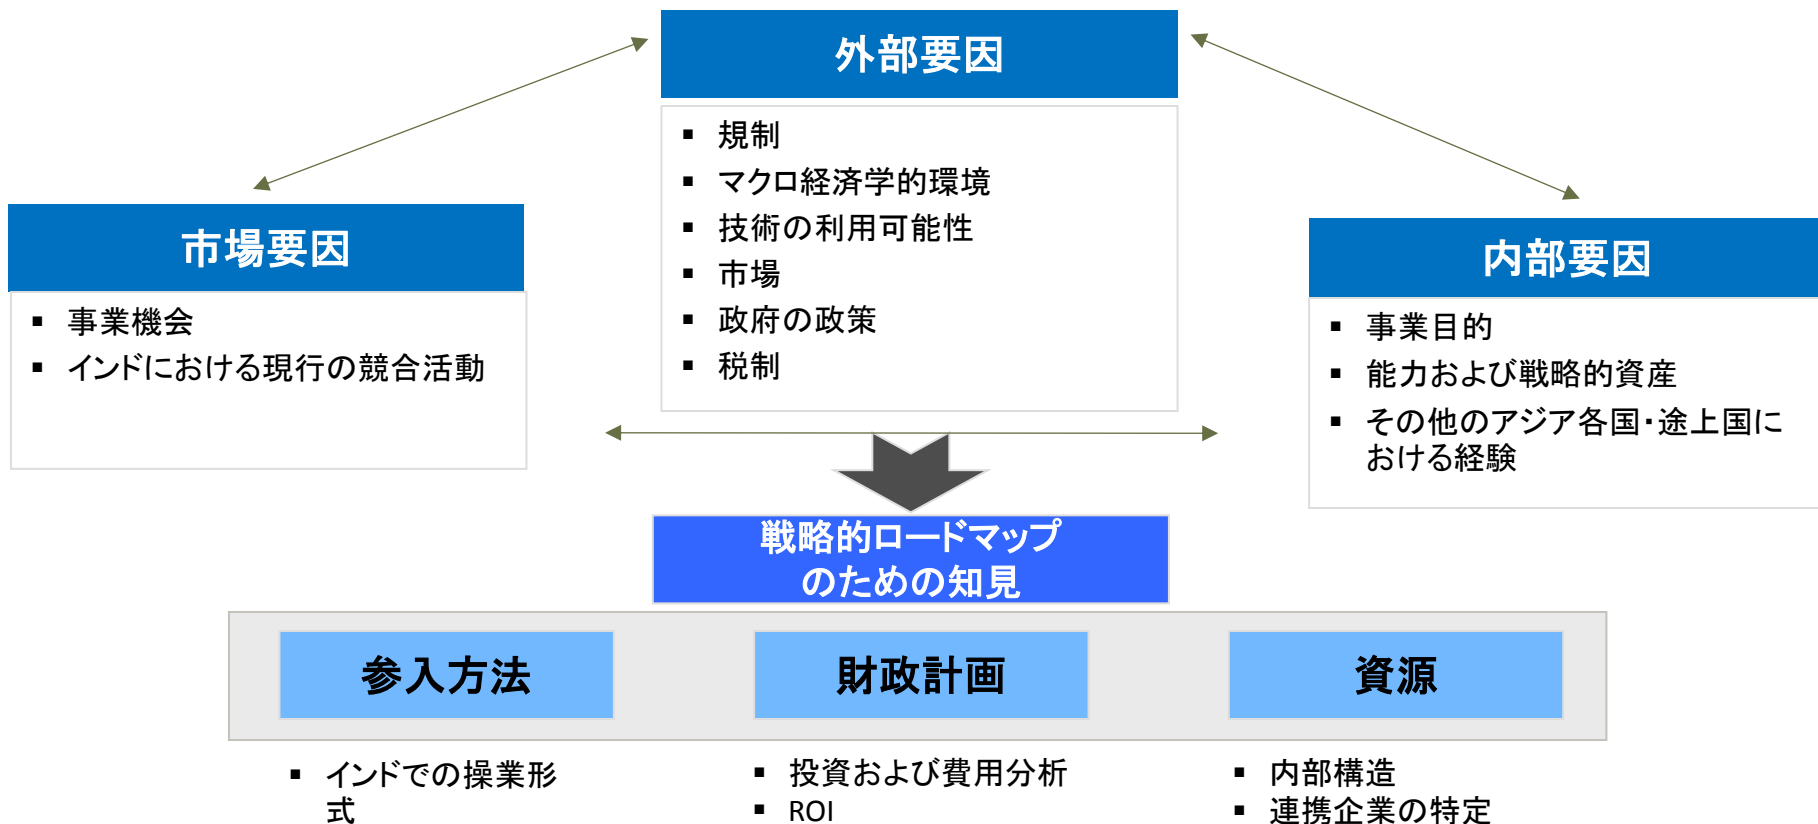 外部要因
▪ 規制
▪ マクロ経済学的環境
▪ 技術の利用可能性
▪ 市場
▪ 政府の政策
▪ 税制
市場要因
▪ 事業機会
▪ インドにおける現行の競合活動
内部要因
▪ 事業目的
▪ 能力および戦略的資産
▪ その他のアジア各国・途上国に
おける経験
戦略的ロードマップ
のための知見
参入方法
▪ インドでの操業形
式
財政計画
▪ 投資および費用分析
▪ ROI
資源
▪ 内部構造
▪ 連携企業の特定